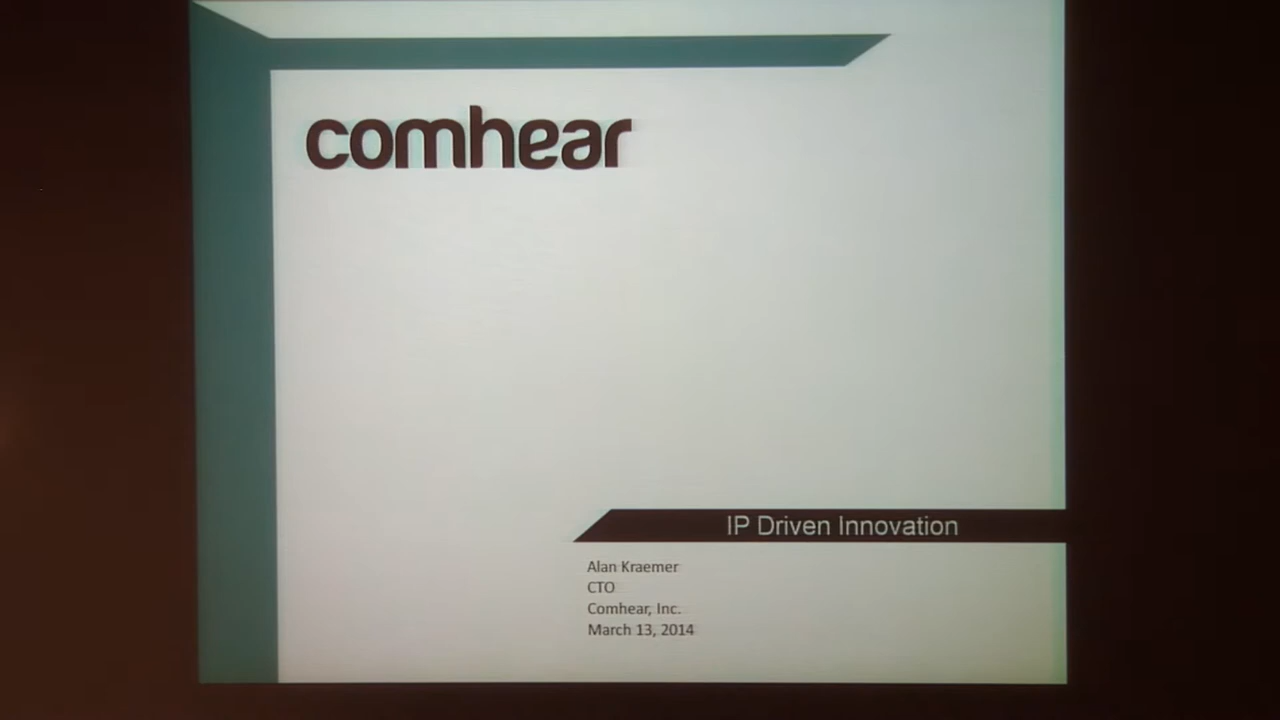 comhear
IP Driven Innovation
Alan Kraemer
CTO
Comhear, Inc.
March 13, 2014